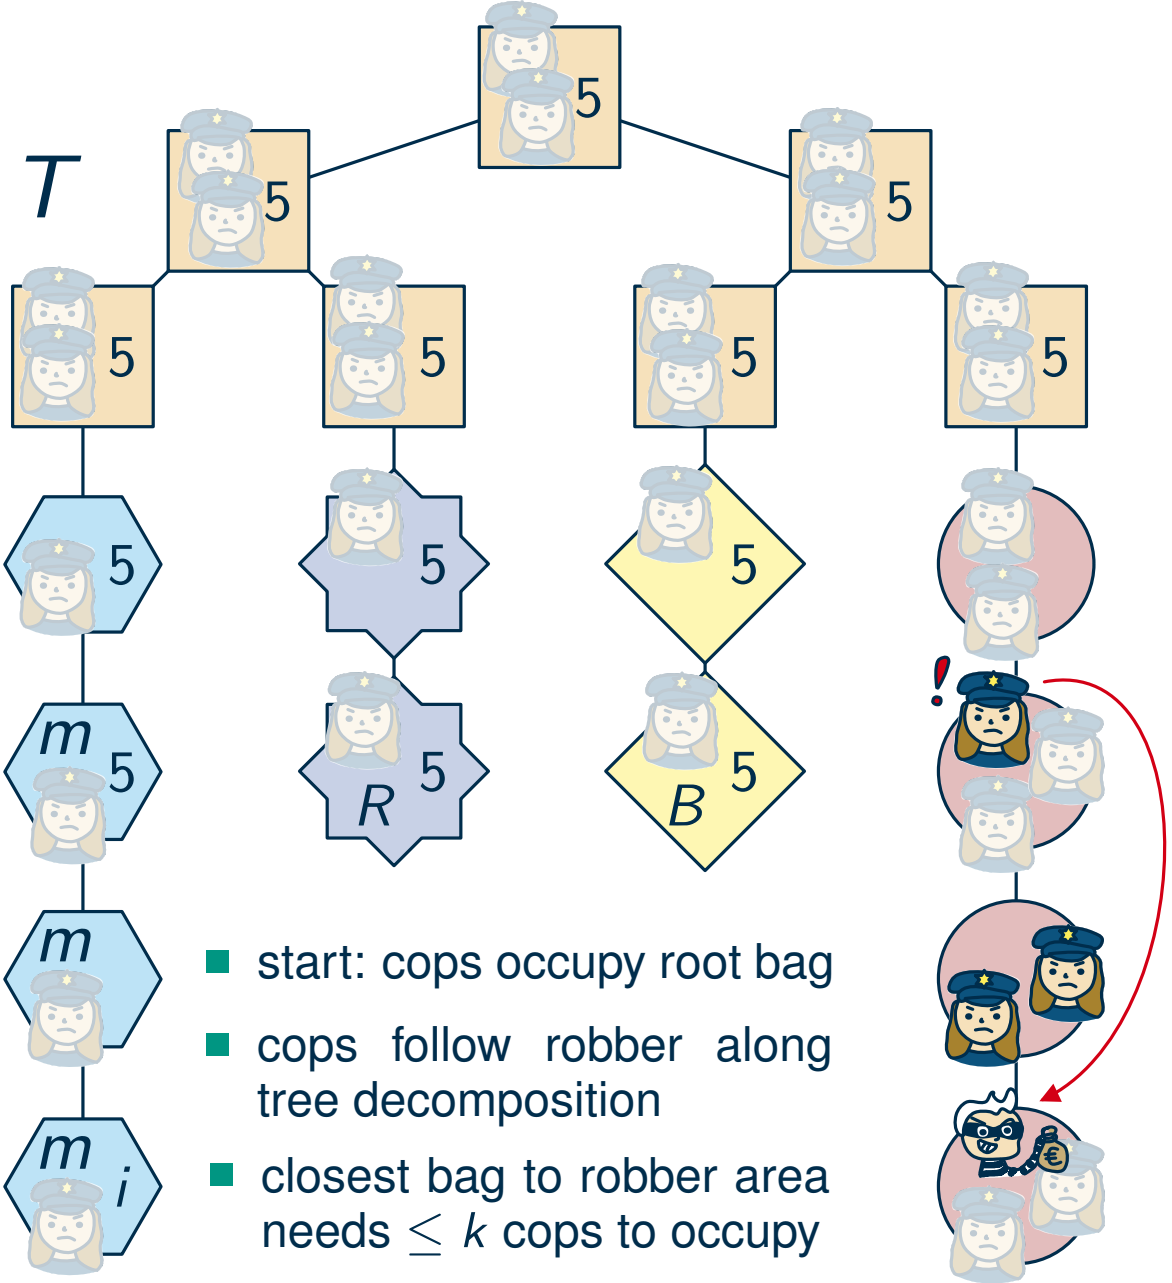 5
T
5
5
5
5
5
5
5
5
5
!
m
5
5
R
5
B
m
start: cops occupy root bag
cops follow robber along
tree decomposition
m
i
€
closest bag to robber area
needs ≤ k cops to occupy